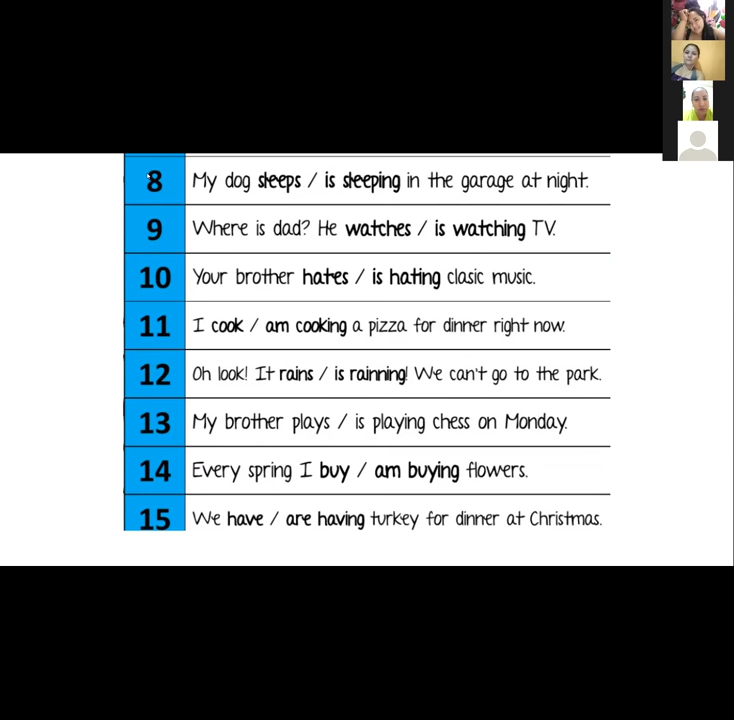 8 My dog sleeps / is sleeping in the garage at night.
9 Where is dad? He watches / is watching TV.
10 Your brother hates / is hating clasic music.
11 I cook / am cooking a pizza for dinner right now.
12 Oh look! It rains / is rainning! We can't go to the park.
13 My brother plays / is playing chess on Monday.
14 Every spring I buy / am buying flowers.
15 We have / are having turkey for dinner at Christmas.